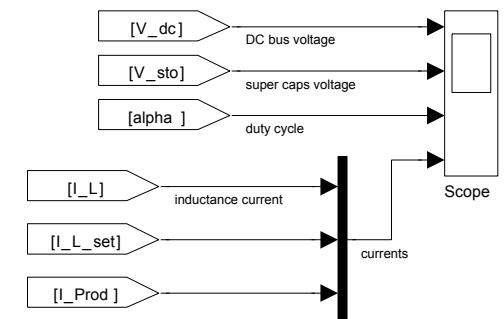 [V_dc]
DC bus voltage
[V_sto]
super caps voltage
[alpha ]
duty cycle
Scope
[I_L]
inductance current
[I_L_set]
currents
[I_Prod ]